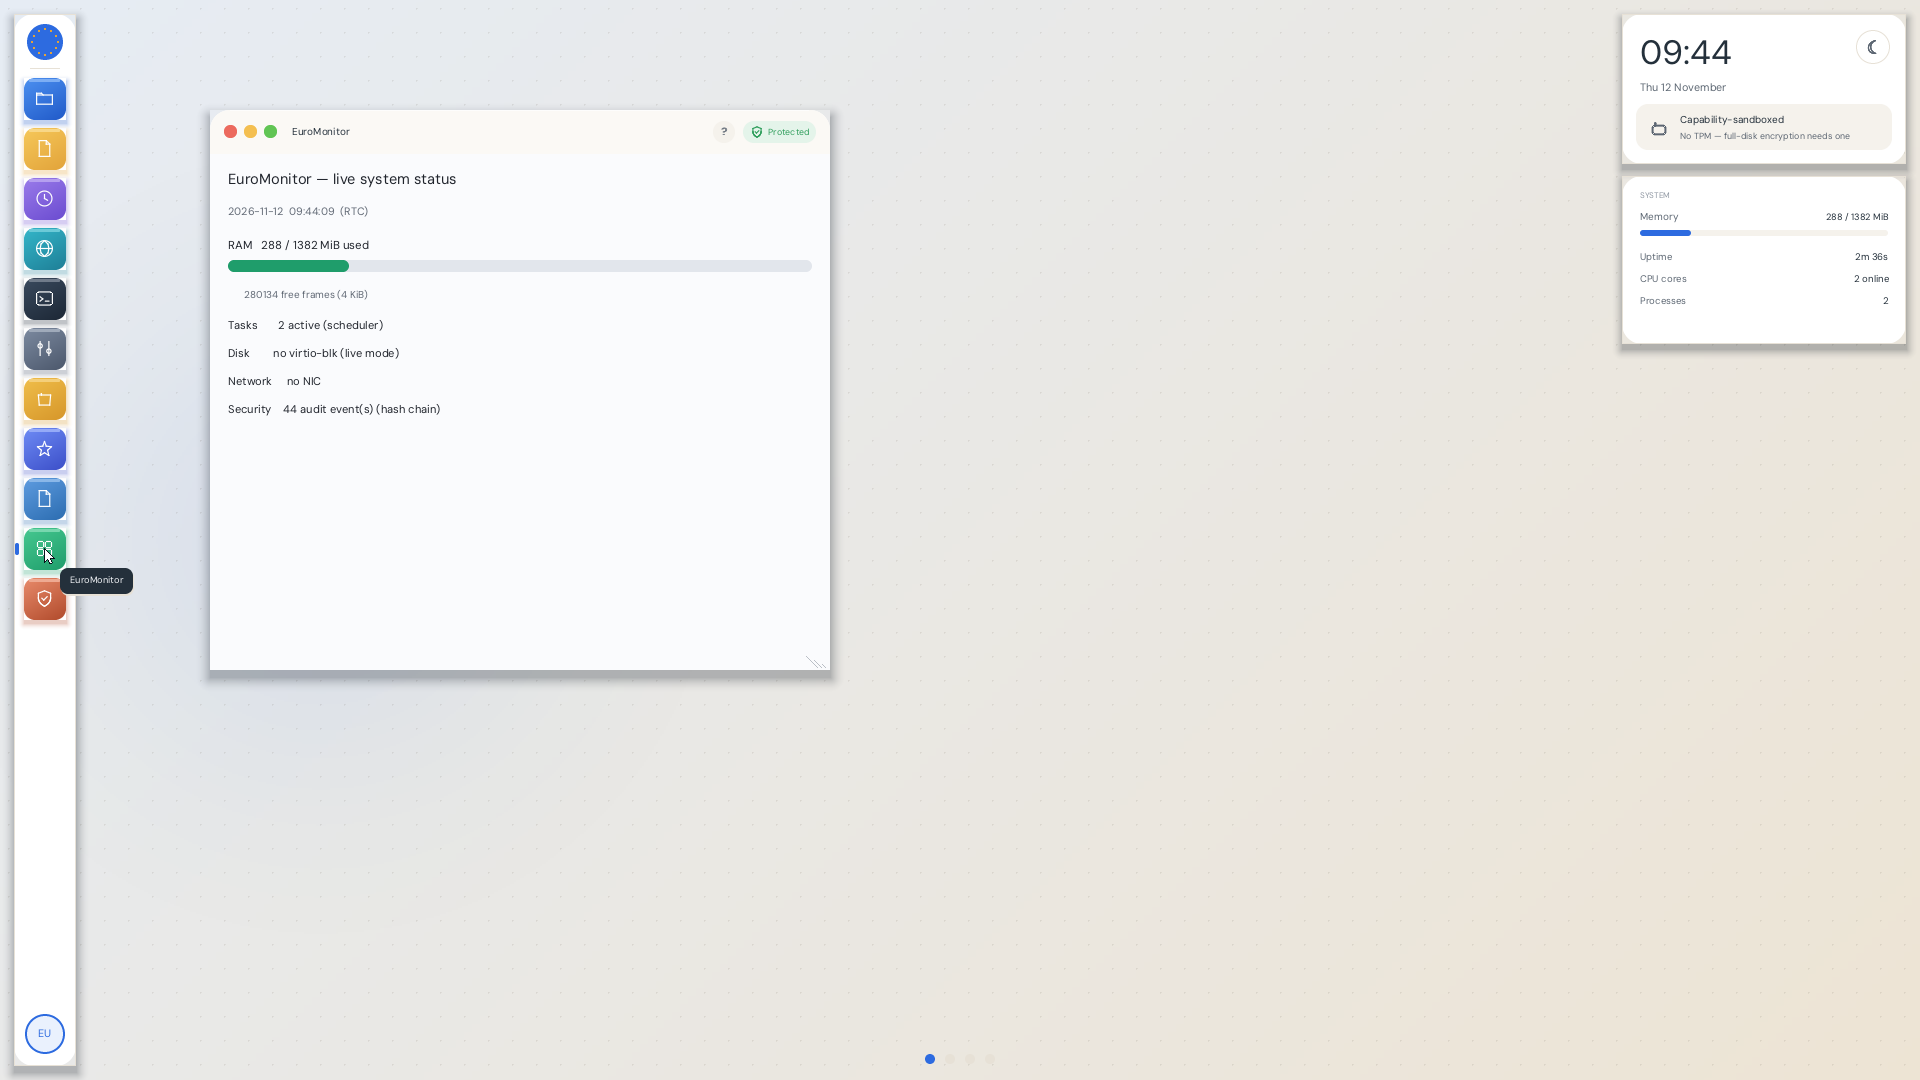 09:44
Thu 12 November
Capability-sandboxed
No TPM — full-disk encryption needs one
EuroMonitor
?
Protected
EuroMonitor — live system status
2026-11-12 09:44:09 (RTC)
RAM 288 / 1382 MiB used
280134 free frames (4 KiB)
Tasks 2 active (scheduler)
Disk no virtio-blk (live mode)
Network no NIC
Security 44 audit event(s) (hash chain)
SYSTEM
Memory 288 / 1382 MiB
Uptime 2m 36s
CPU cores 2 online
Processes 2
EuroMonitor
EU